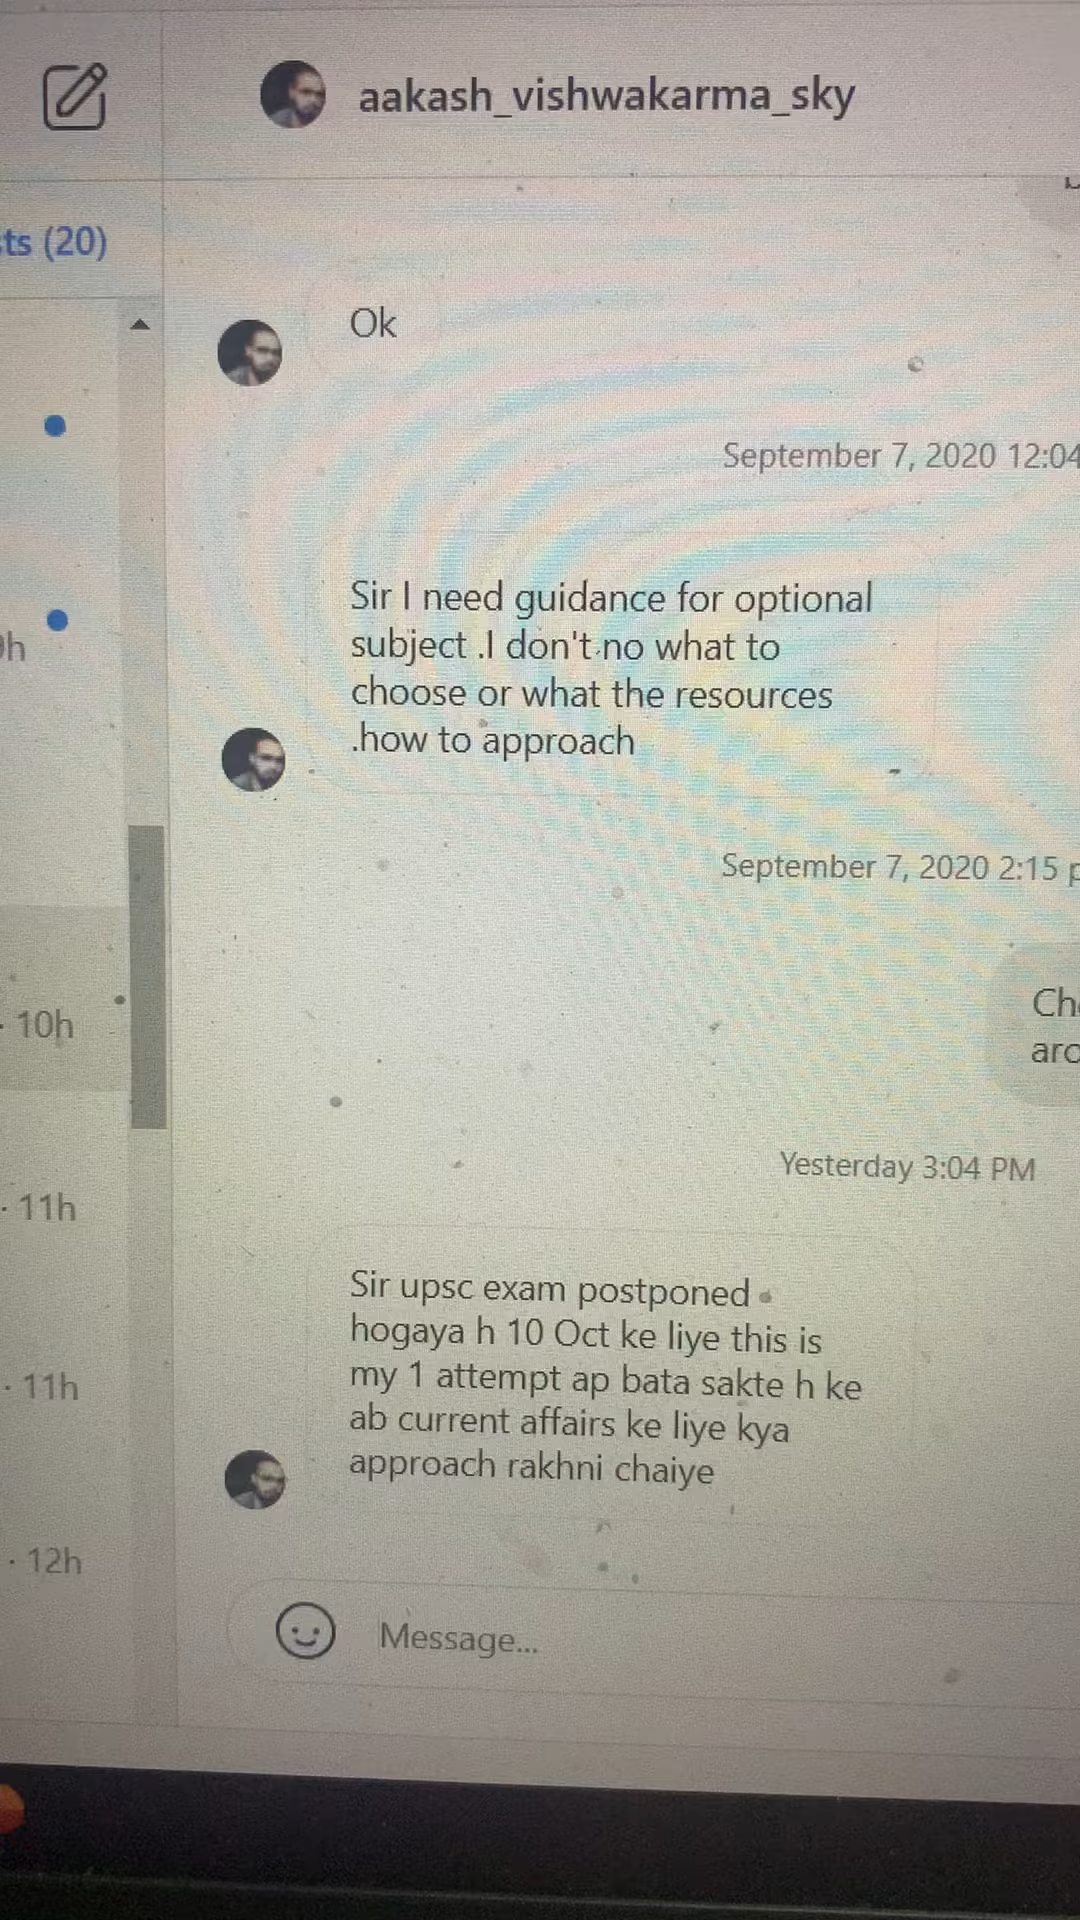 aakash_vishwakarma_sky
ts (20)
Ok
September 7, 2020 12:04
Sir I need guidance for optional
subject .I don't no what to
choose or what the resources
.how to approach
September 7, 2020 2:15 p
10h
Yesterday 3:04 PM
· 11h
Sir upsc exam postponed
hogaya h 10 Oct ke liye this is
my 1 attempt ap bata sakte h ke
ab current affairs ke liye kya
approach rakhni chaiye
· 11h
· 12h
Message...